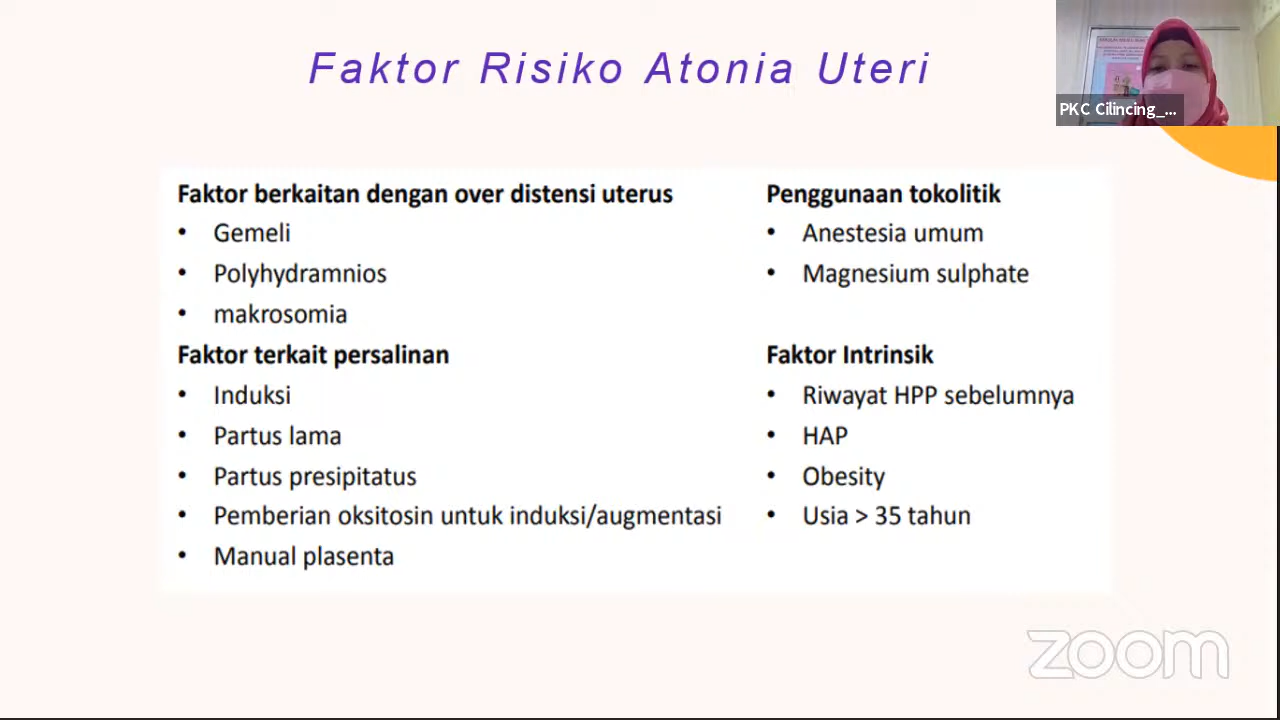 Faktor Risiko Atonia Uteri
PKC Cilincing_...
Faktor berkaitan dengan over distensi uterus
• Gemeli
• Polyhydramnios
• makrosomia
Faktor terkait persalinan
• Induksi
• Partus lama
• Partus presipitatus
• Pemberian oksitosin untuk induksi/augmentasi
• Manual plasenta
Penggunaan tokolitik
• Anestesia umum
• Magnesium sulphate
Faktor Intrinsik
• Riwayat HPP sebelumnya
• HAP
• Obesity
• Usia > 35 tahun
zoom